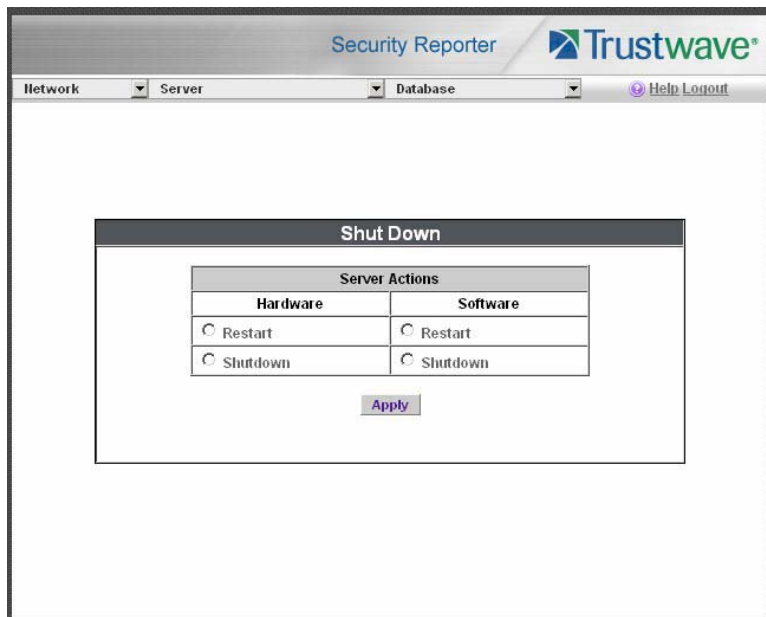 Security Reporter Trustwave®
Network Server Database Help Logout
Shut Down
Server Actions
Hardware Software
Restart Restart
Shutdown Shutdown
Apply